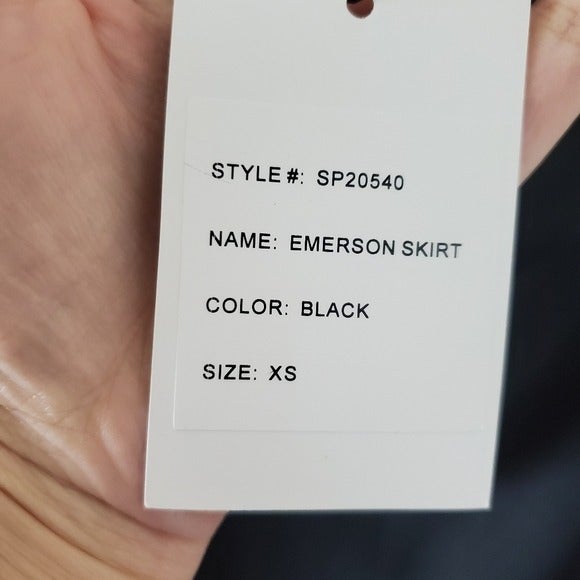 STYLE #: SP20540
NAME: EMERSON SKIRT
COLOR: BLACK
SIZE: XS